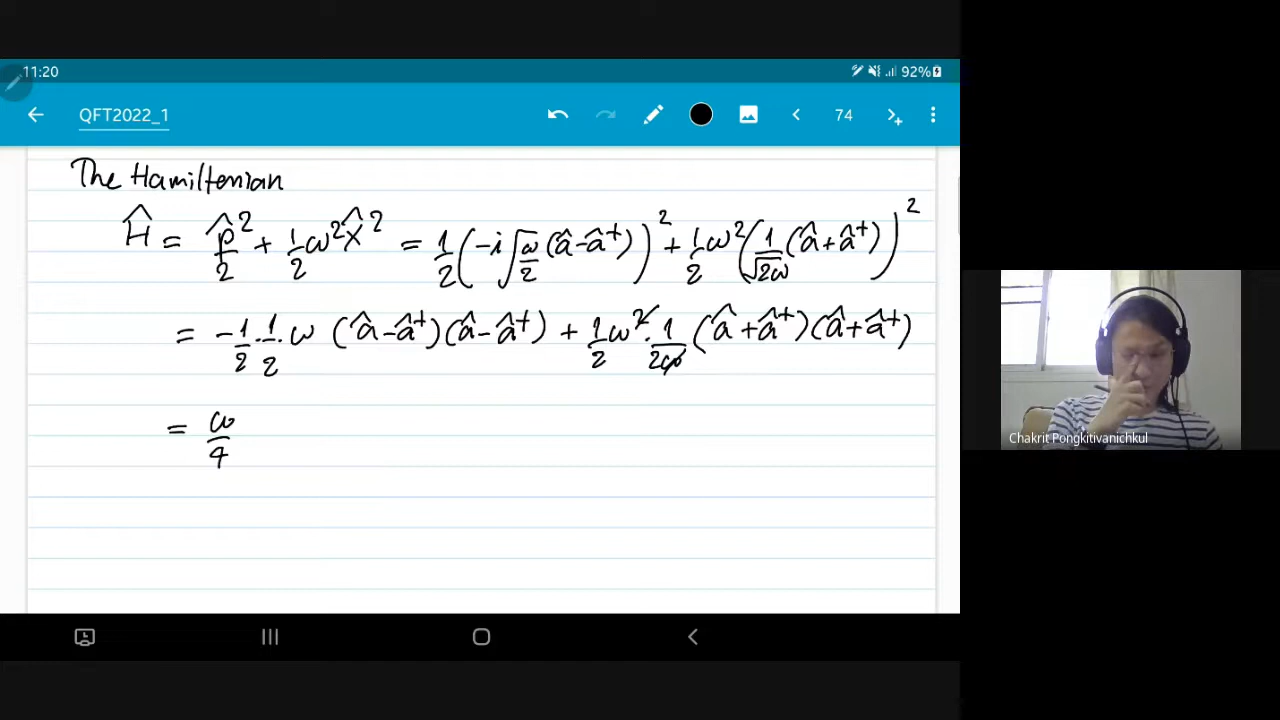 11:20 92%
QFT2022_1 74
The Hamiltonian
Ĥ = p̂²/2 + 1/2 ω² x̂² = 1/2 (-i √(ω/2) (â - â†))² + 1/2 ω² (1/√(2ω) (â + â†))²
= -1/2 · 1/2 · ω (â - â†)(â - â†) + 1/2 ω² · 1/2ω (â + â†)(â + â†)
= ω/4
Chakrit Pongkitivanichkul